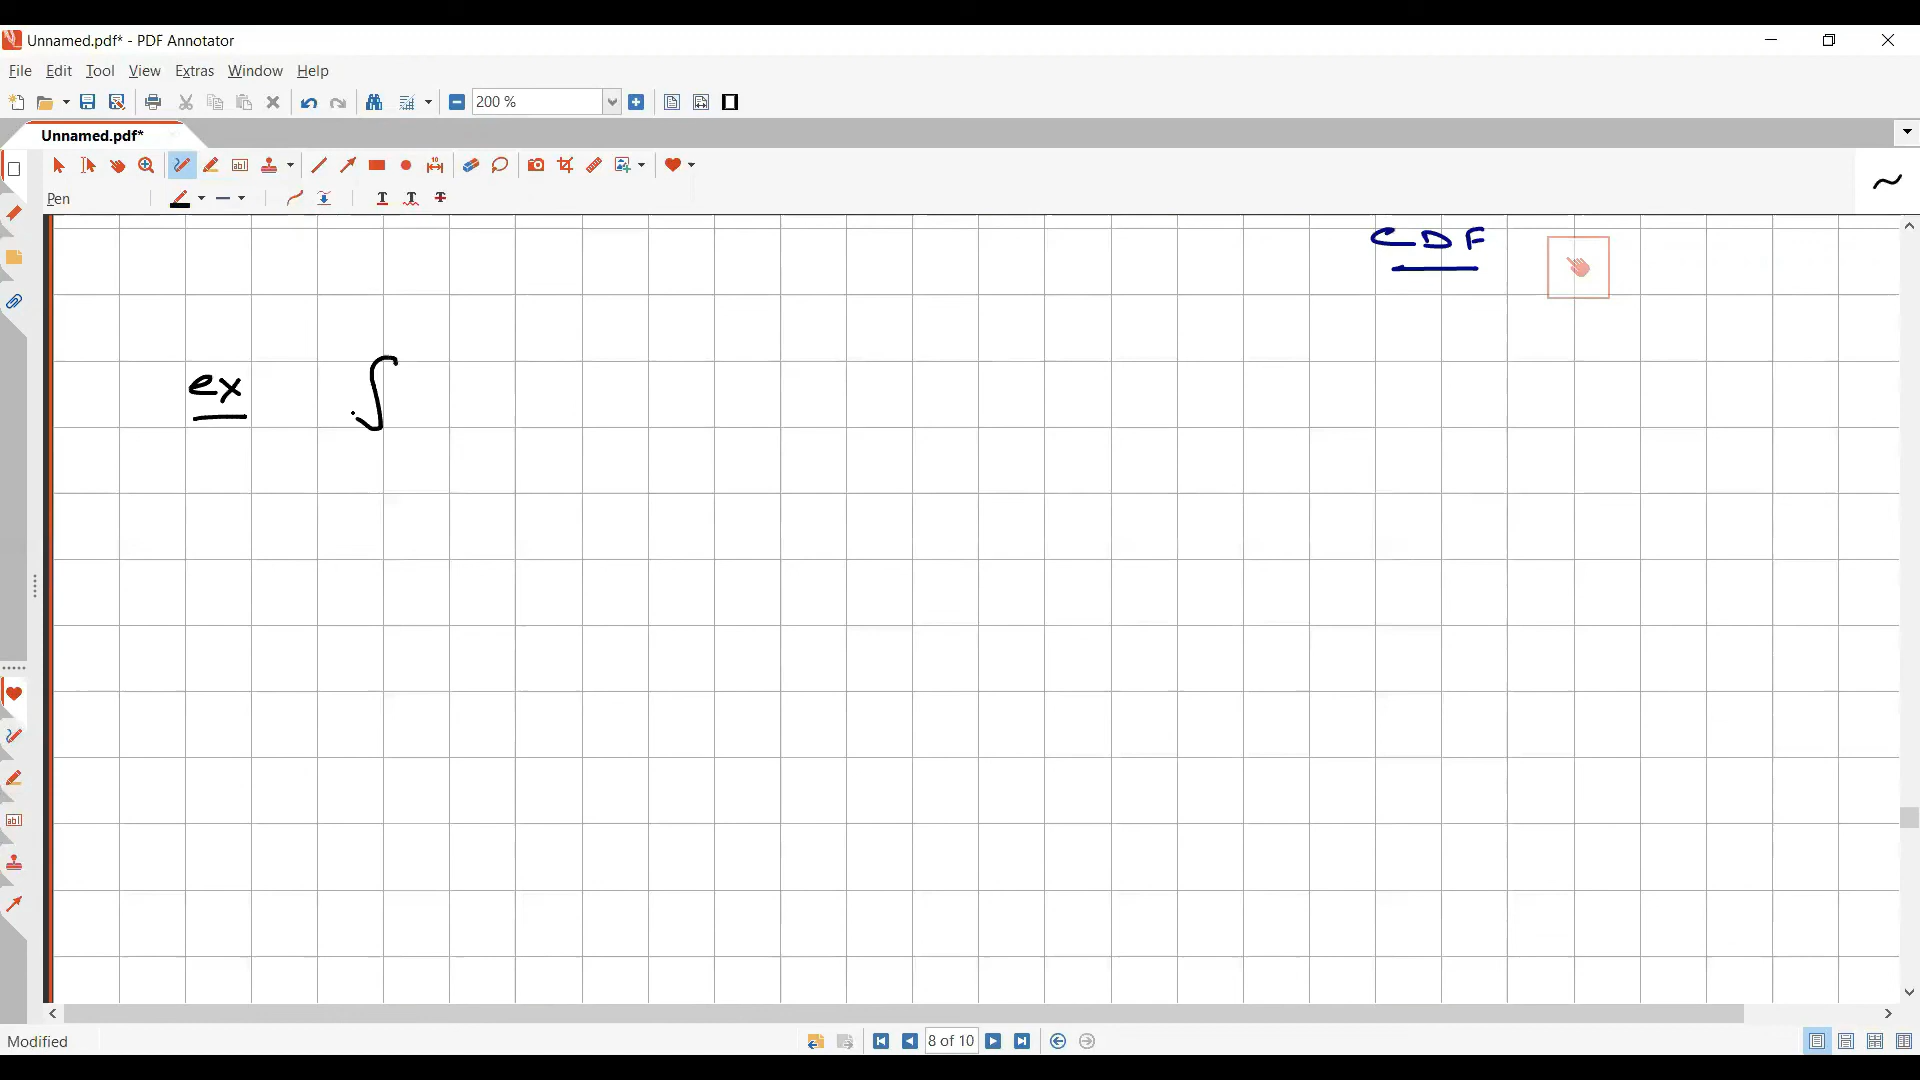 Unnamed.pdf* - PDF Annotator
File Edit Tool View Extras Window Help
200 %
Unnamed.pdf*
Pen
CDF
ex ∫
Modified
8 of 10